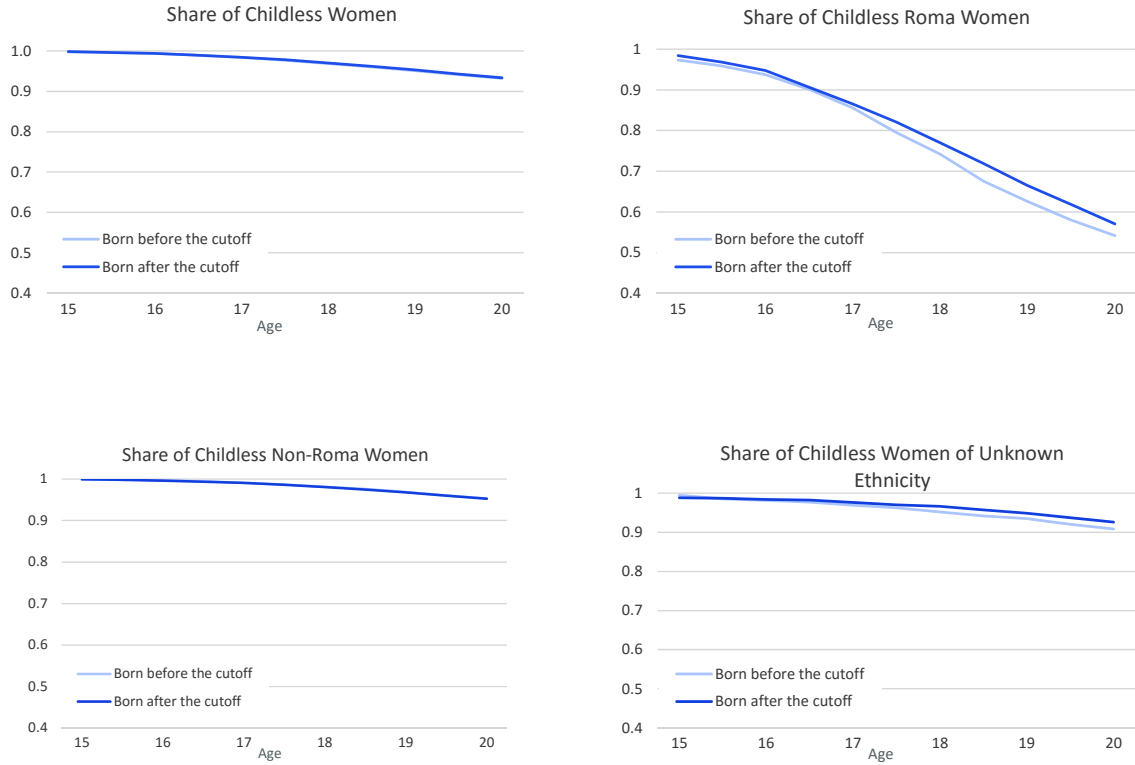 Share of Childless Women
1.0
0.9
0.8
0.7
0.6
0.5
0.4
Born before the cutoff
Born after the cutoff
15 16 17 18 19 20
Age
Share of Childless Roma Women
1
0.9
0.8
0.7
0.6
0.5
0.4
Born before the cutoff
Born after the cutoff
15 16 17 18 19 20
Age
Share of Childless Non-Roma Women
1
0.9
0.8
0.7
0.6
0.5
0.4
Born before the cutoff
Born after the cutoff
15 16 17 18 19 20
Age
Share of Childless Women of Unknown
Ethnicity
1
0.9
0.8
0.7
0.6
0.5
0.4
Born before the cutoff
Born after the cutoff
15 16 17 18 19 20
Age